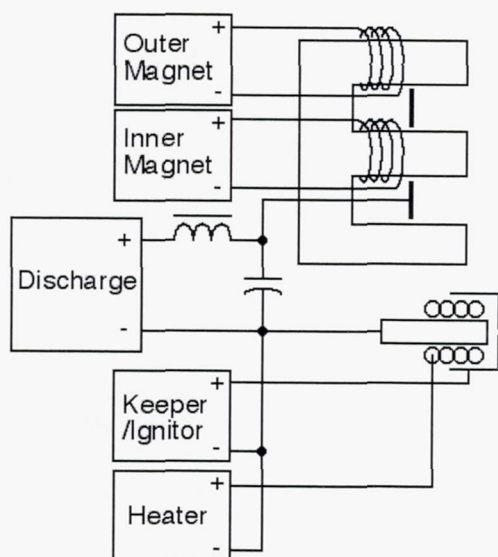 Outer
Magnet
+
-
Inner
Magnet
+
-
Discharge
+
-
Keeper
/Ignitor
+
-
Heater
+
-